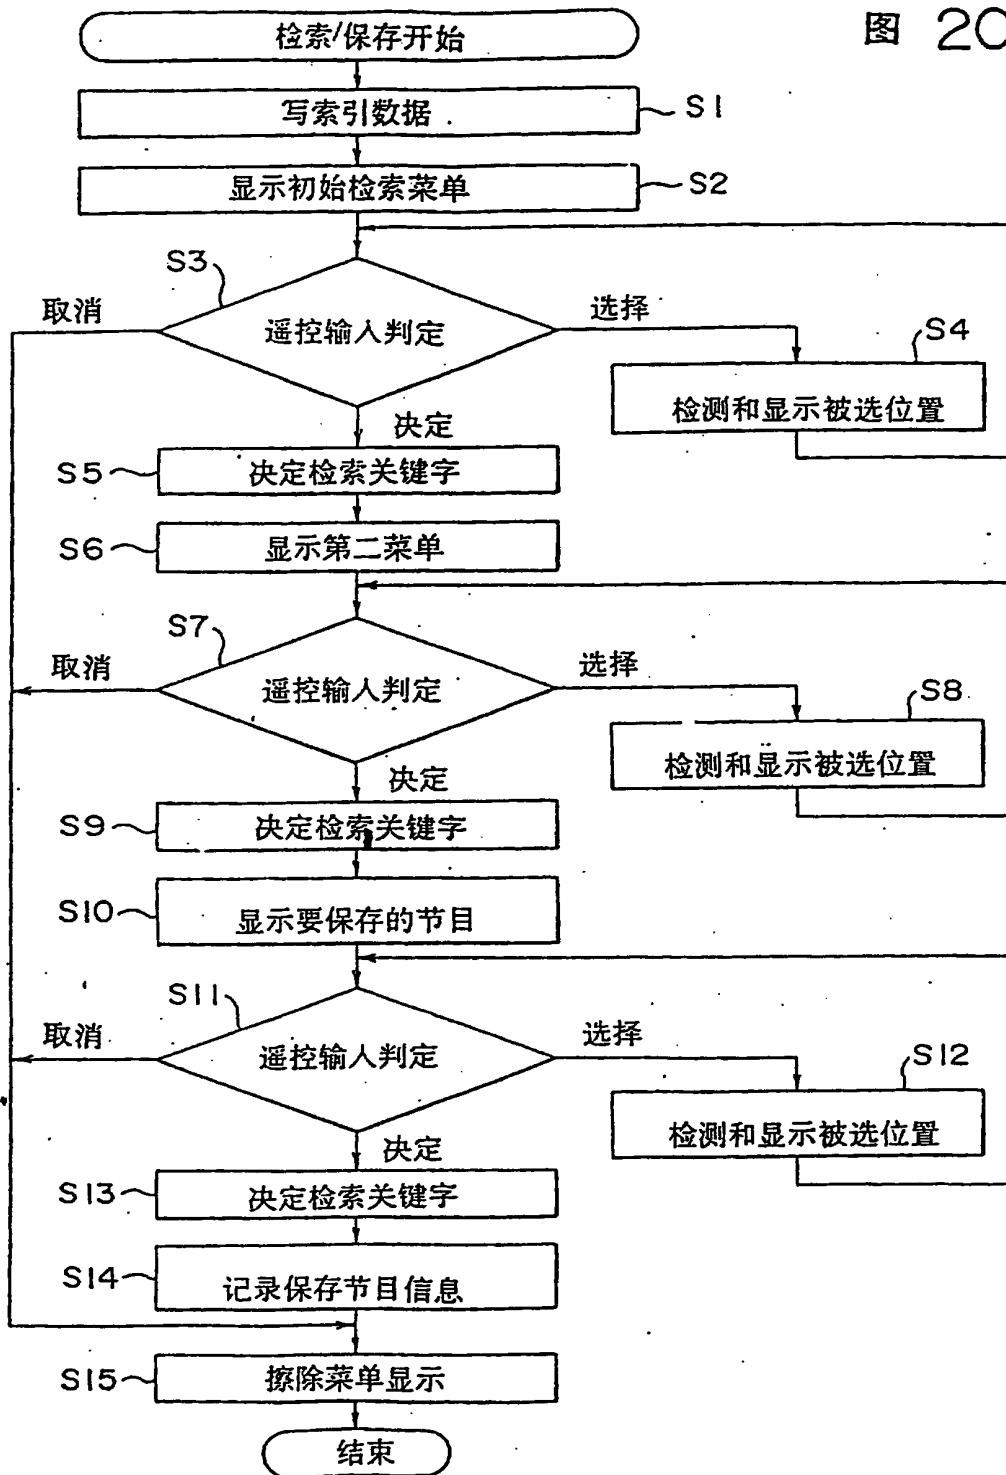 图 20
检索/保存开始
写索引数据
S1
显示初始检索菜单
S2
S3
取消
遥控输入判定
选择
S4
检测和显示被选位置
决定
S5
决定检索关键字
S6
显示第二菜单
S7
取消
遥控输入判定
选择
S8
检测和显示被选位置
决定
S9
决定检索关键字
S10
显示要保存的节目
S11
取消
遥控输入判定
选择
S12
检测和显示被选位置
决定
S13
决定检索关键字
S14
记录保存节目信息
S15
擦除菜单显示
结束